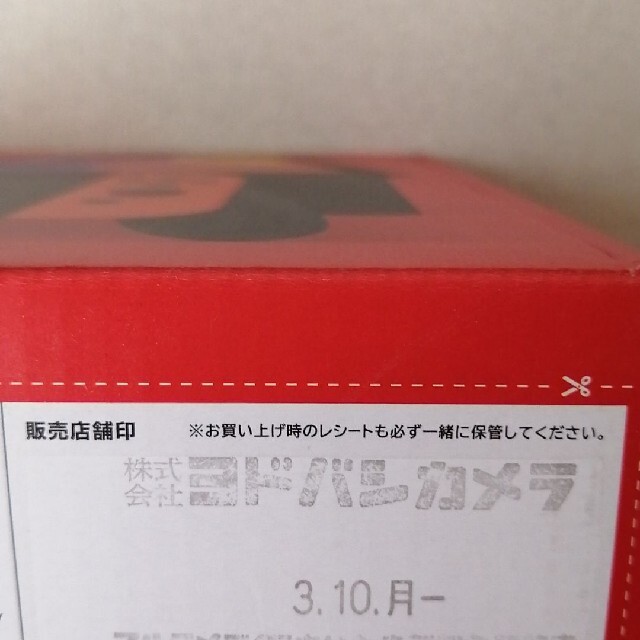 販売店舗印 ※お買い上げ時のレシートも必ず一緒に保管してください。
株式会社 ヨドバシカメラ
3.10.月-